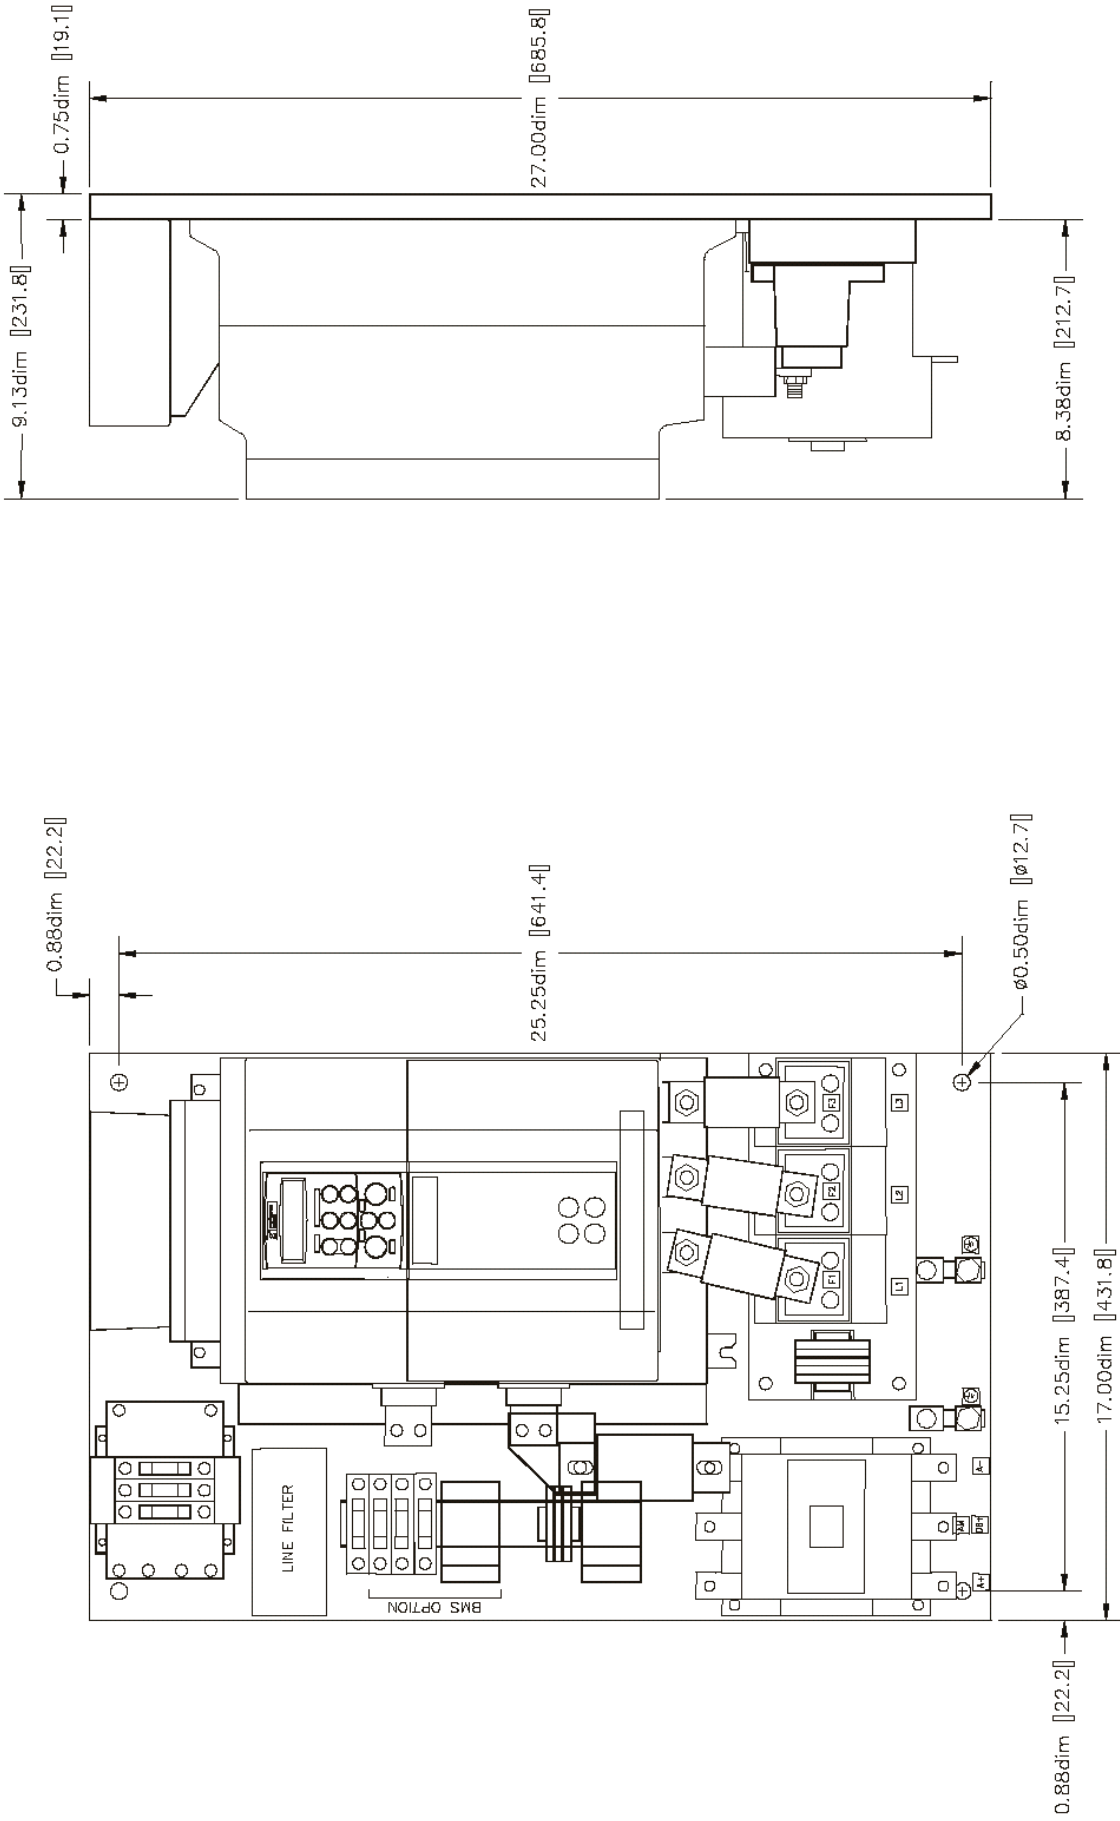 0.75dim []19.1]
9.13dim []231.8]
27.00dim []685.8]
8.38dim []212.7]
0.88dim []22.2]
25.25dim []641.4]
ø0.50dim []ø12.7]
F3
L3
F2
L2
F1
L1
15.25dim []387.4]
17.00dim []431.8]
LINE FILTER
BMS OPTION
A-
AM
DB+
A+
0.88dim []22.2]